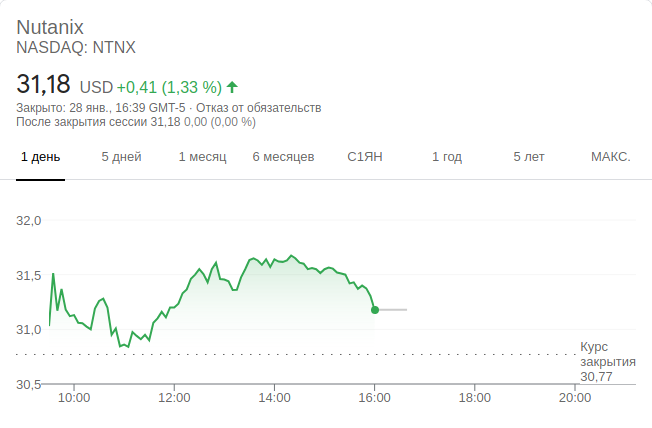 Nutanix
NASDAQ: NTNX
31,18 USD +0,41 (1,33 %)
Закрыто: 28 янв., 16:39 GMT-5 · Отказ от обязательств
После закрытия сессии 31,18 0,00 (0,00 %)
1 день 5 дней 1 месяц 6 месяцев С1ЯН 1 год 5 лет МАКС.
32,0
31,5
31,0
Курс
закрытия
30,77
30,5
10:00 12:00 14:00 16:00 18:00 20:00